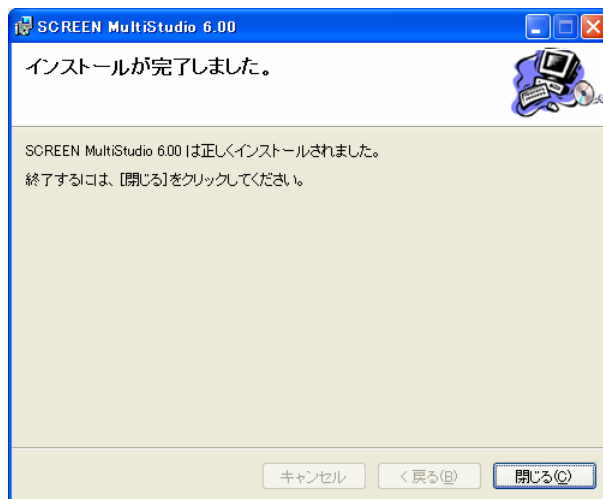 SCREEN MultiStudio 6.00
インストールが完了しました。
SCREEN MultiStudio 6.00 は正しくインストールされました。
終了するには、[閉じる]をクリックしてください。
キャンセル
< 戻る(B)
閉じる(C)